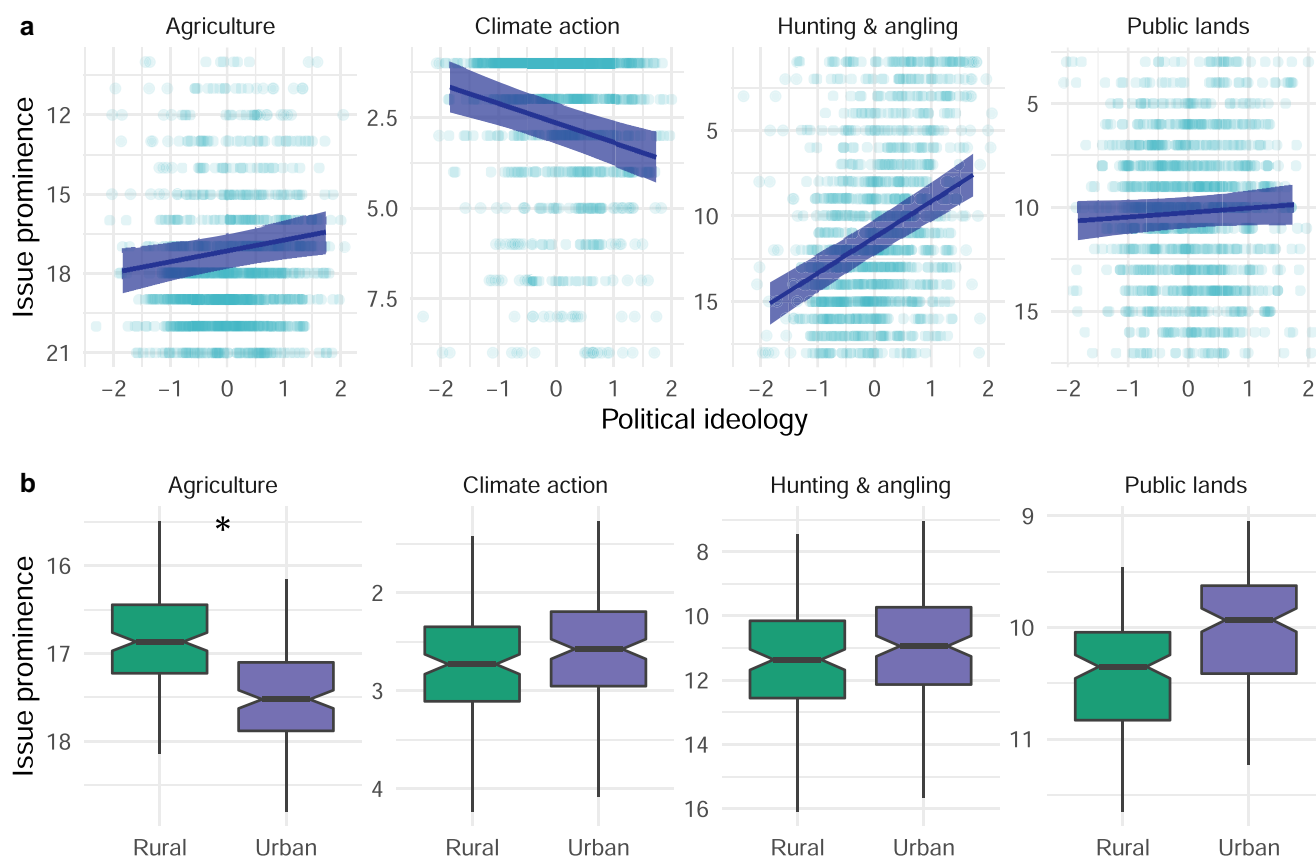 a
Agriculture Climate action Hunting & angling Public lands
Issue prominence
12
15
18
21
−2 −1 0 1 2
2.5
5.0
7.5
−2 −1 0 1 2
5
10
15
−2 −1 0 1 2
5
10
15
−2 −1 0 1 2
Political ideology
b
Agriculture Climate action Hunting & angling Public lands
Issue prominence
*
16
17
18
Rural Urban
2
3
4
Rural Urban
8
10
12
14
16
Rural Urban
9
10
11
Rural Urban